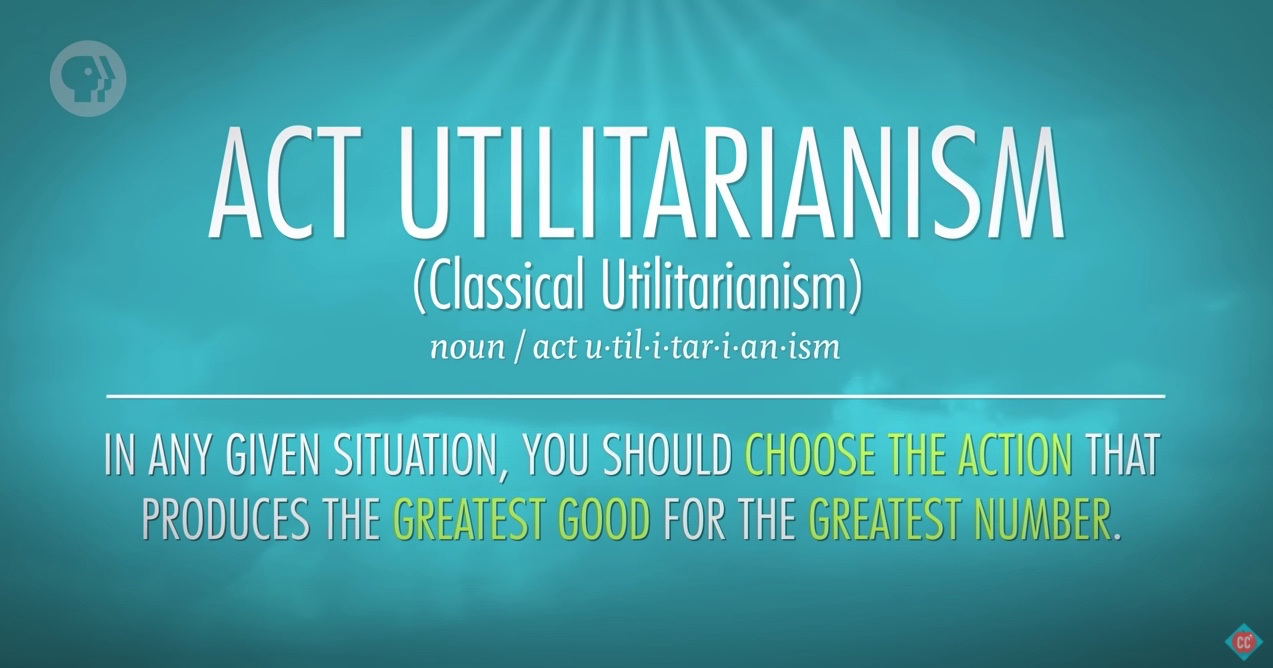 ACT UTILITARIANISM
(Classical Utilitarianism)
noun / act u·til·i·tar·i·an·ism
IN ANY GIVEN SITUATION, YOU SHOULD CHOOSE THE ACTION THAT
PRODUCES THE GREATEST GOOD FOR THE GREATEST NUMBER.
CC